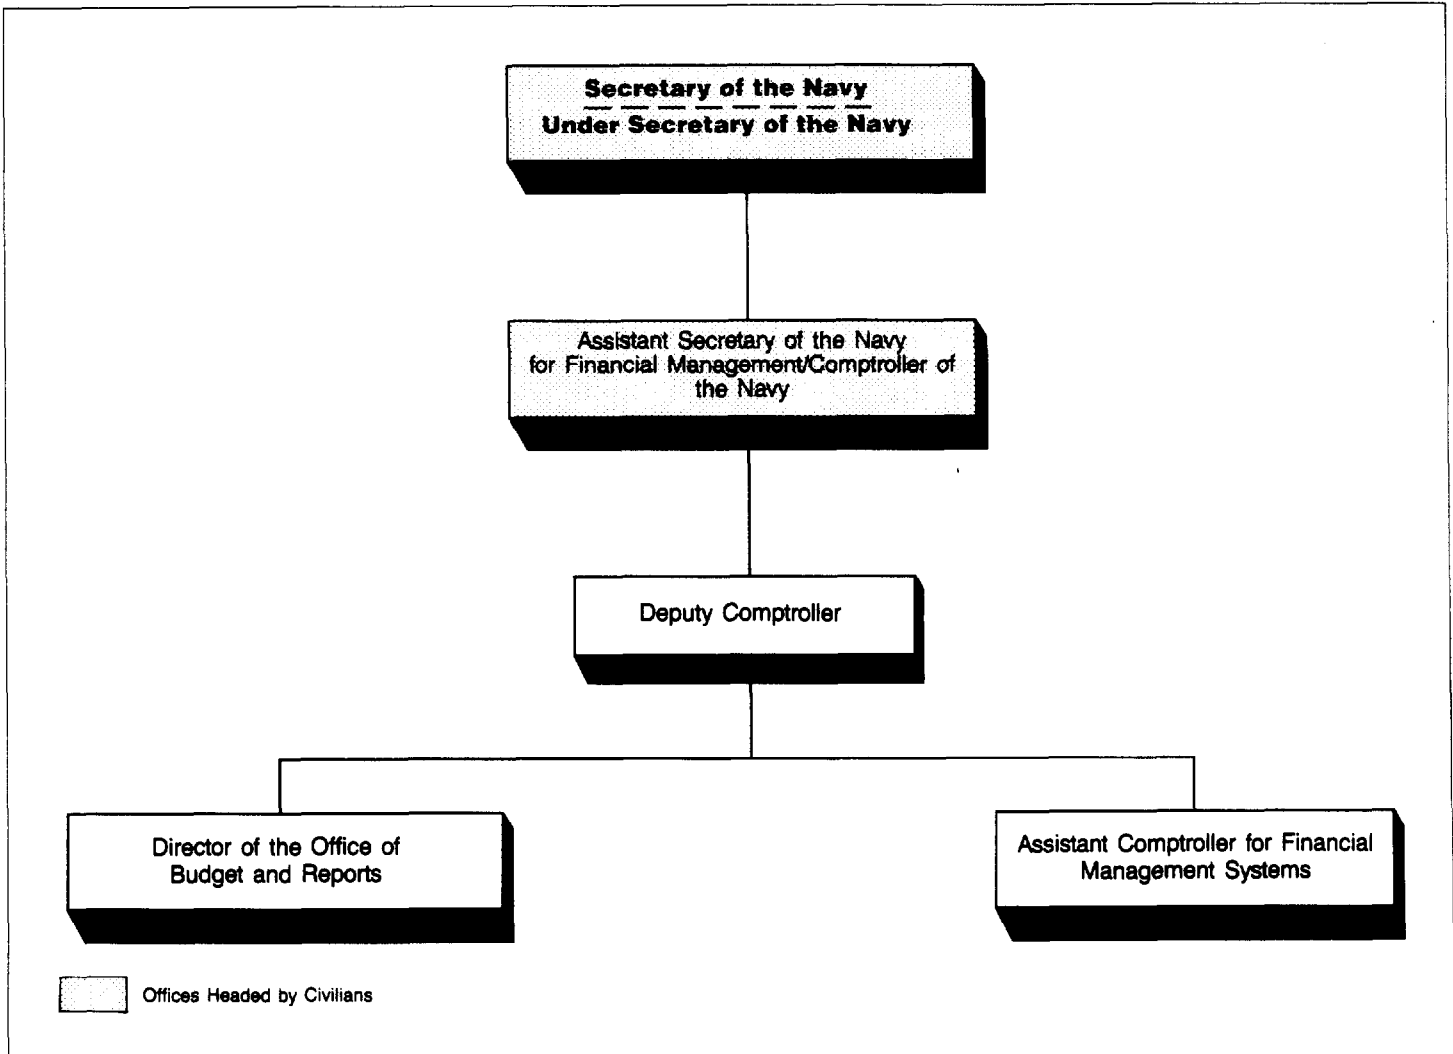 Secretary of the Navy
Under Secretary of the Navy
Assistant Secretary of the Navy
for Financial Management/Comptroller of
the Navy
Deputy Comptroller
Director of the Office of
Budget and Reports
Assistant Comptroller for Financial
Management Systems
Offices Headed by Civilians